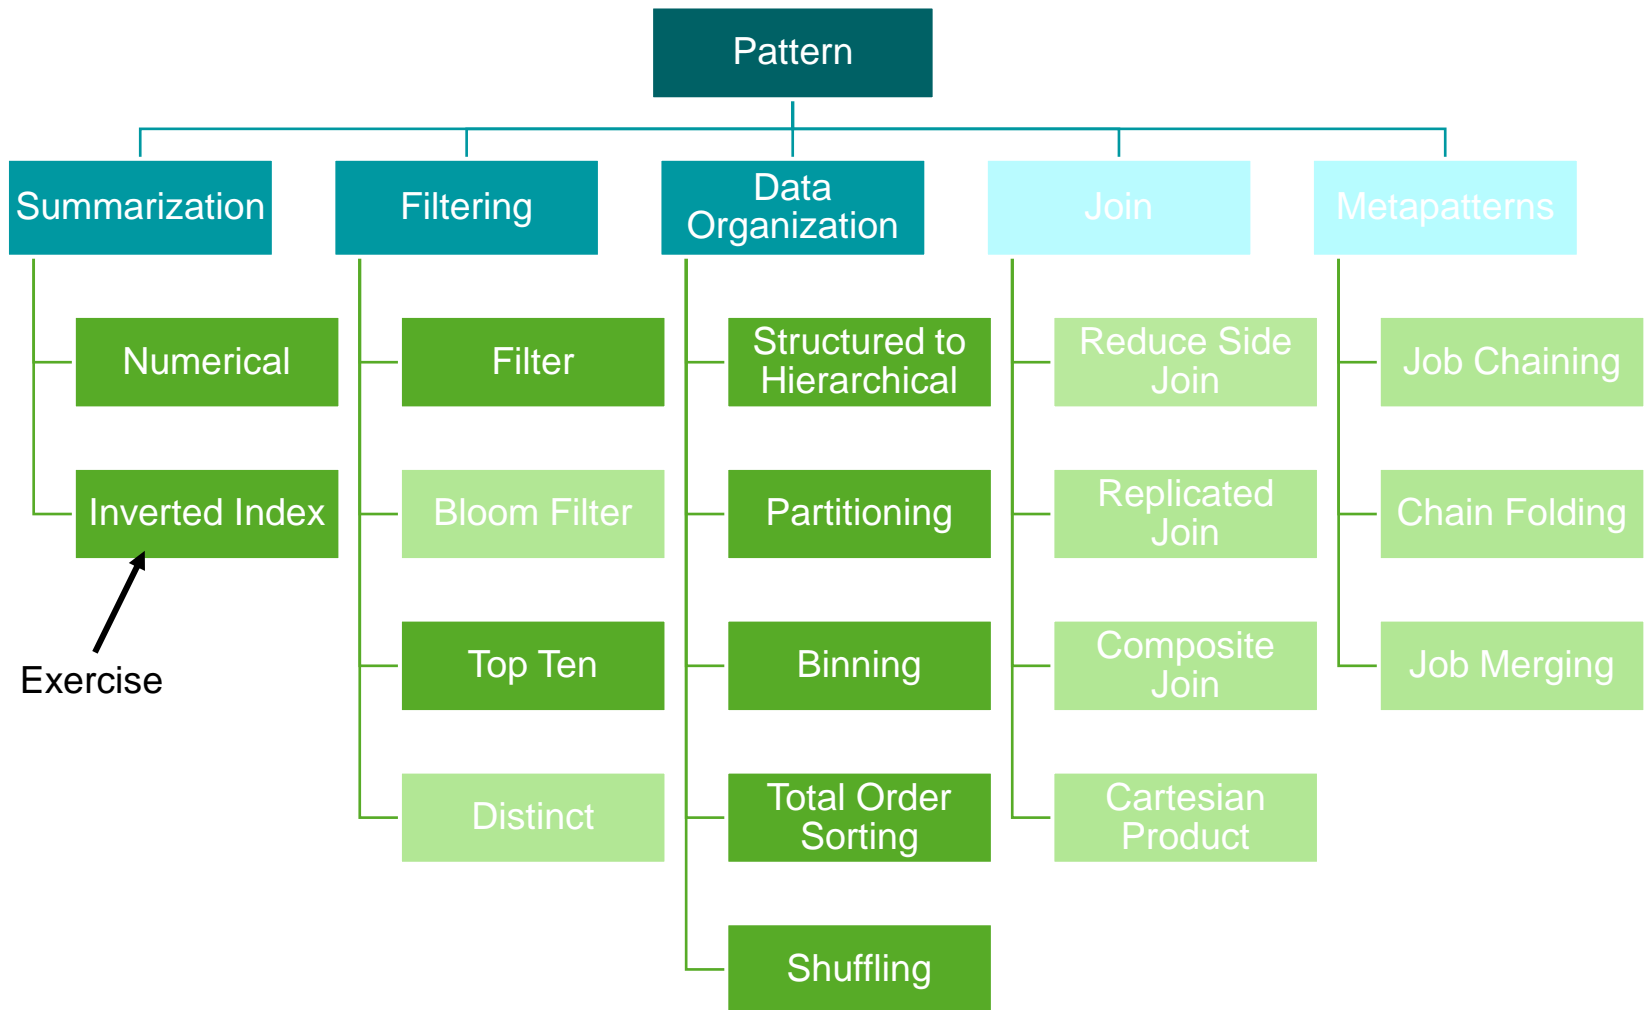 Pattern
Summarization
Filtering
Data
Organization
Join
Metapatterns
Numerical
Inverted Index
Exercise
Filter
Bloom Filter
Top Ten
Distinct
Structured to
Hierarchical
Partitioning
Binning
Total Order
Sorting
Shuffling
Reduce Side
Join
Replicated
Join
Composite
Join
Cartesian
Product
Job Chaining
Chain Folding
Job Merging